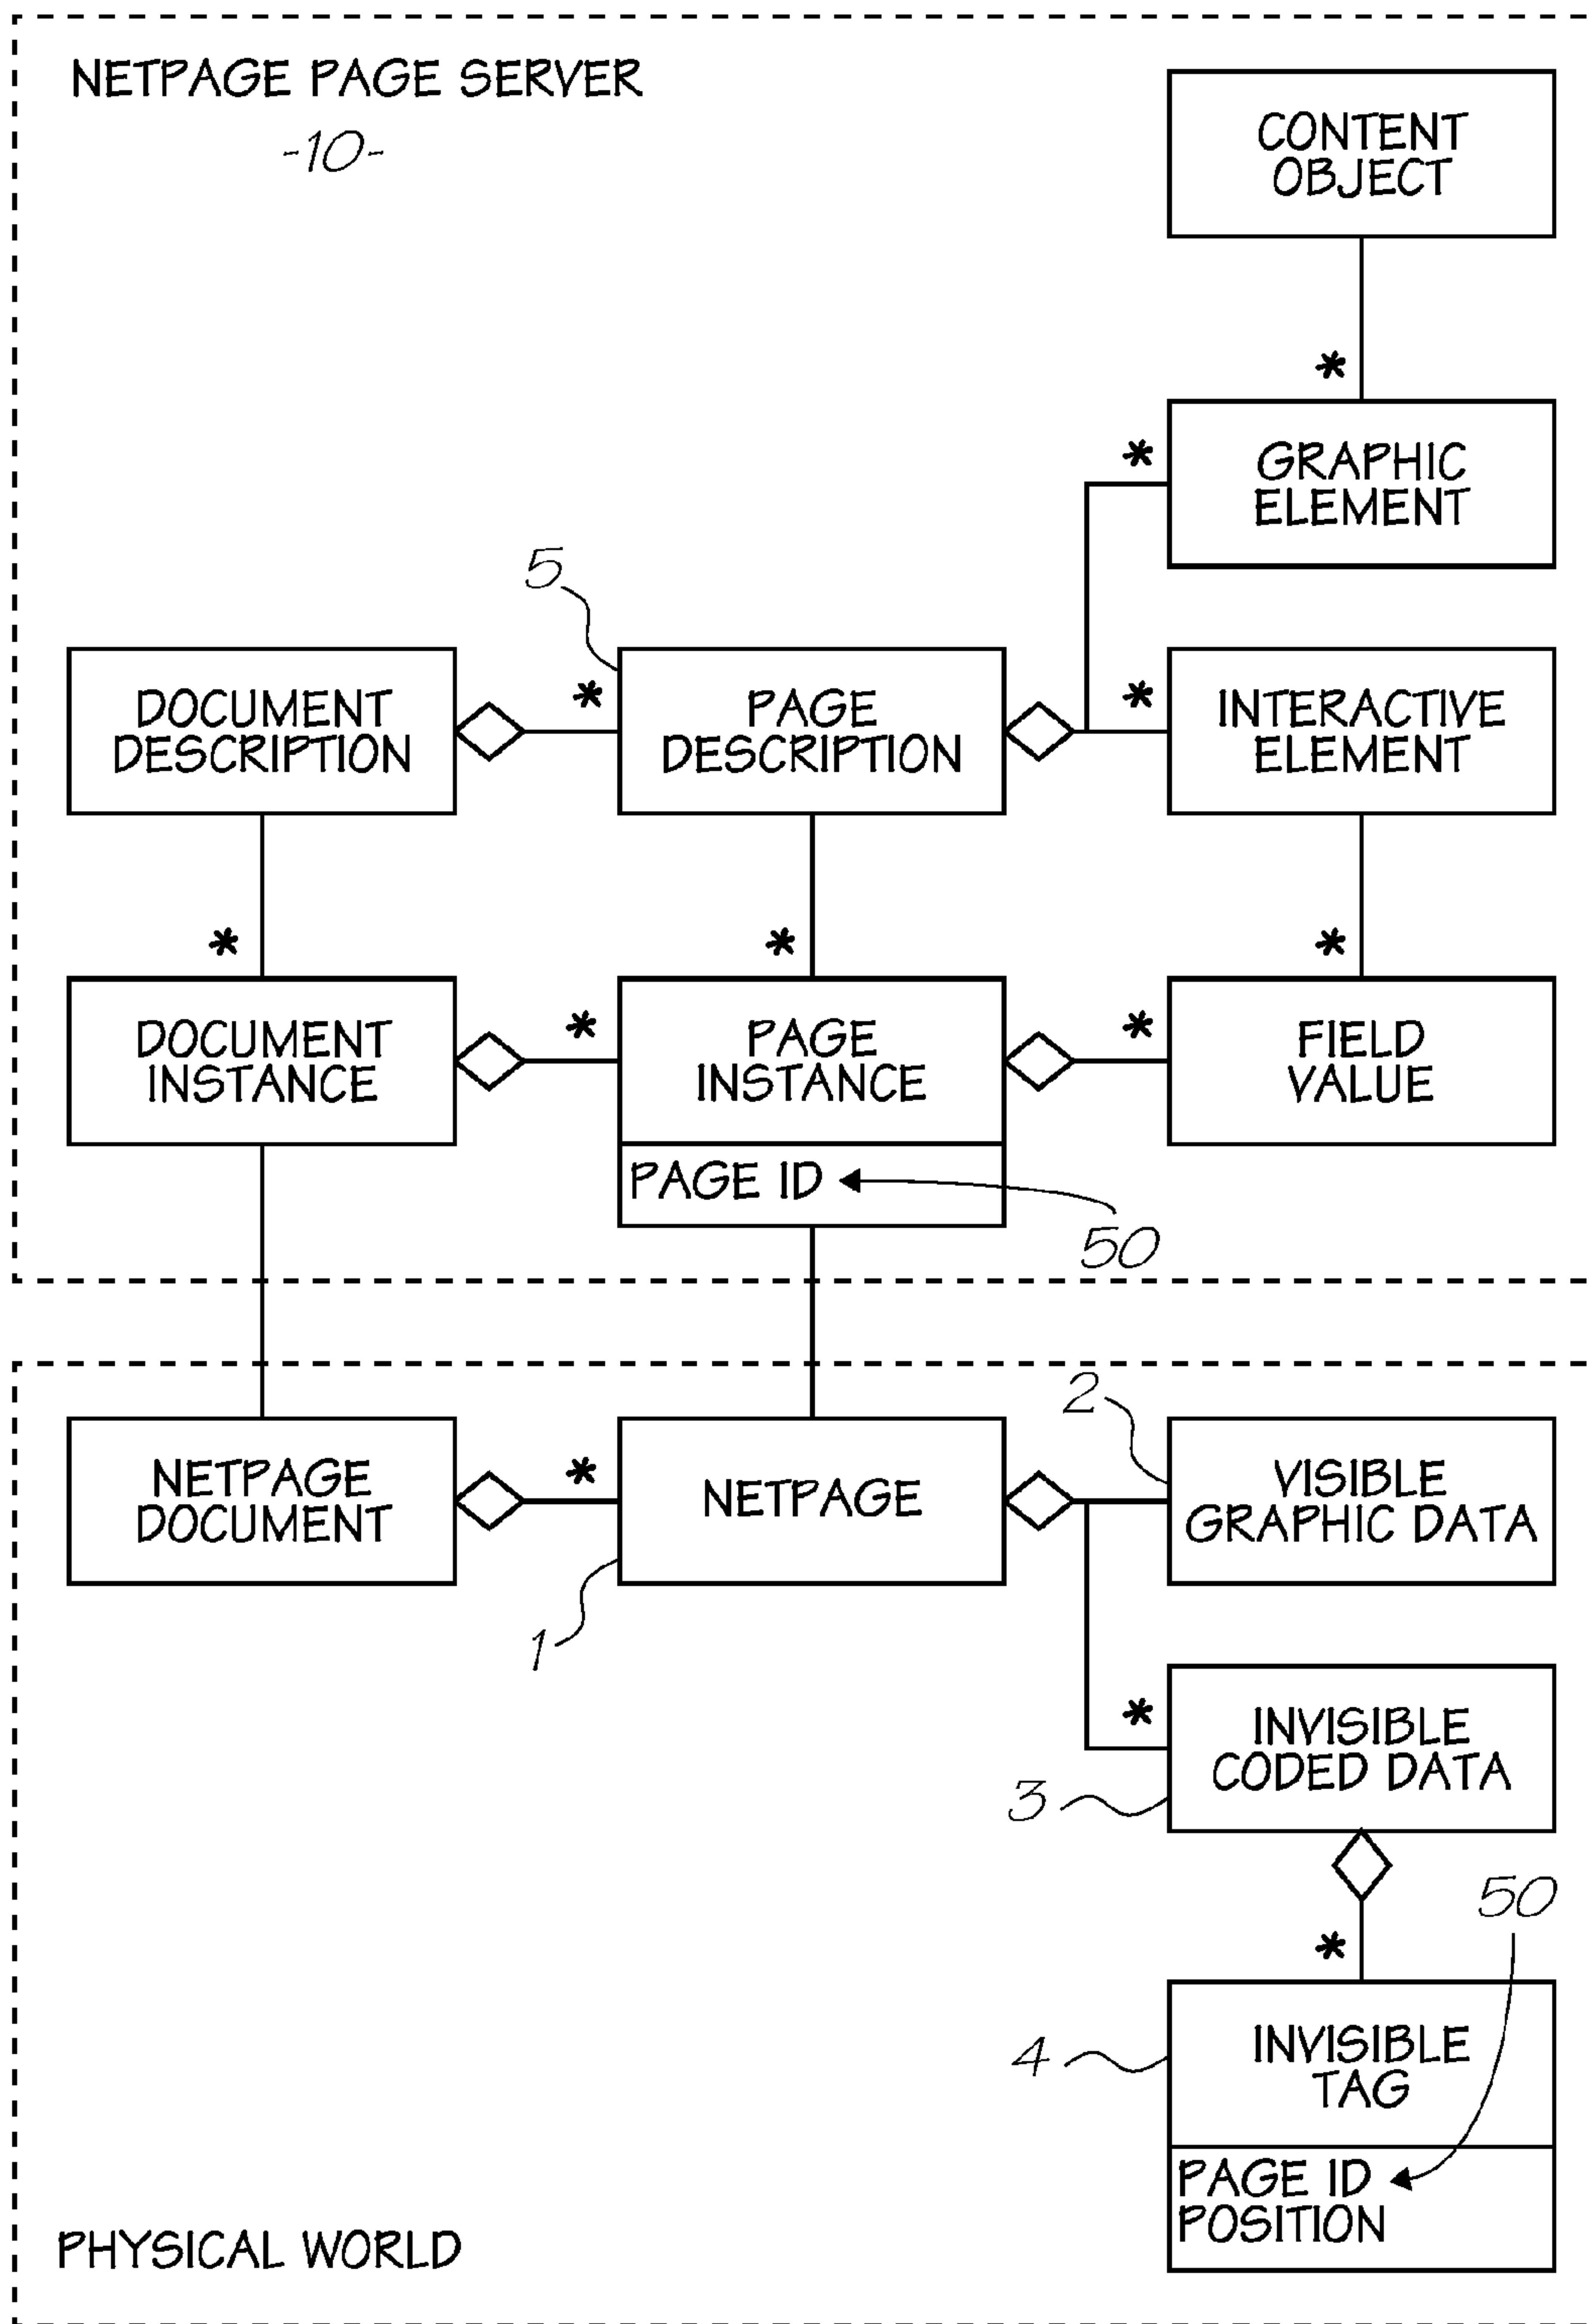 NETPAGE PAGE SERVER
-10-
CONTENT
OBJECT
*
*
GRAPHIC
ELEMENT
5
DOCUMENT
DESCRIPTION
*
PAGE
DESCRIPTION
*
INTERACTIVE
ELEMENT
*
*
*
DOCUMENT
INSTANCE
*
PAGE
INSTANCE
*
FIELD
VALUE
PAGE ID
50
2
NETPAGE
DOCUMENT
*
NETPAGE
VISIBLE
GRAPHIC DATA
1
*
INVISIBLE
CODED DATA
3
50
*
4
INVISIBLE
TAG
PAGE ID
POSITION
PHYSICAL WORLD